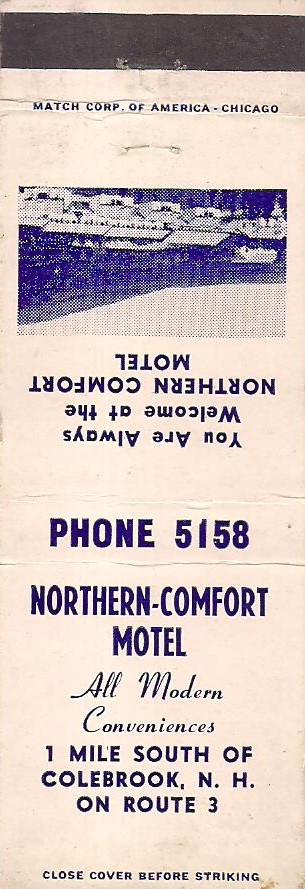 MATCH CORP. OF AMERICA - CHICAGO
You Are Always
Welcome at the
NORTHERN COMFORT
MOTEL
PHONE 5158
NORTHERN-COMFORT
MOTEL
All Modern
Conveniences
1 MILE SOUTH OF
COLEBROOK, N. H.
ON ROUTE 3
CLOSE COVER BEFORE STRIKING